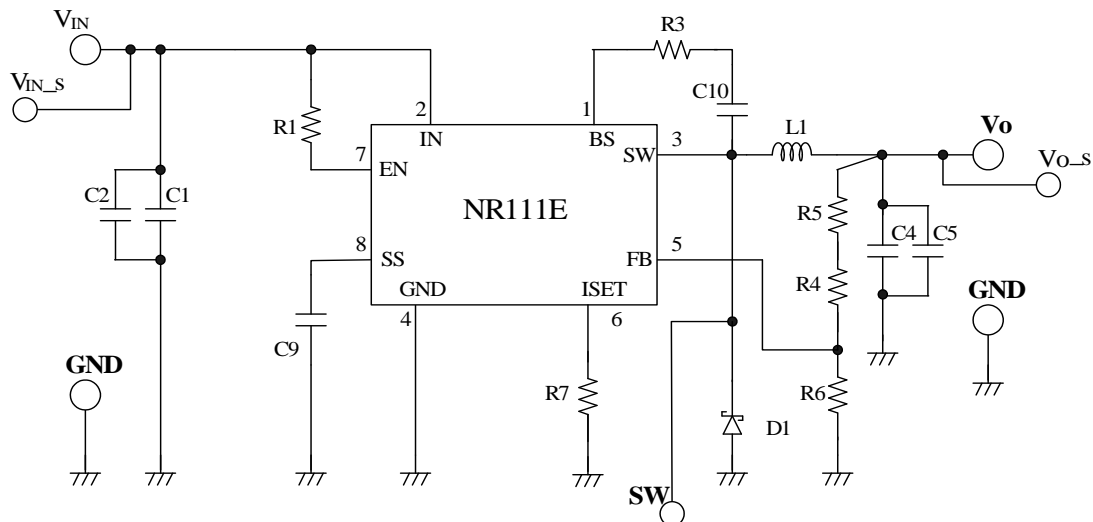 VIN
VIN_S
R3
C10
2
1
R1
IN
BS
L1
Vo
7
SW
3
Vo_s
EN
C2
C1
NR111E
R5
8
5
C4
C5
SS
FB
R4
GND
ISET
GND
4
6
C9
GND
R7
R6
D1
SW